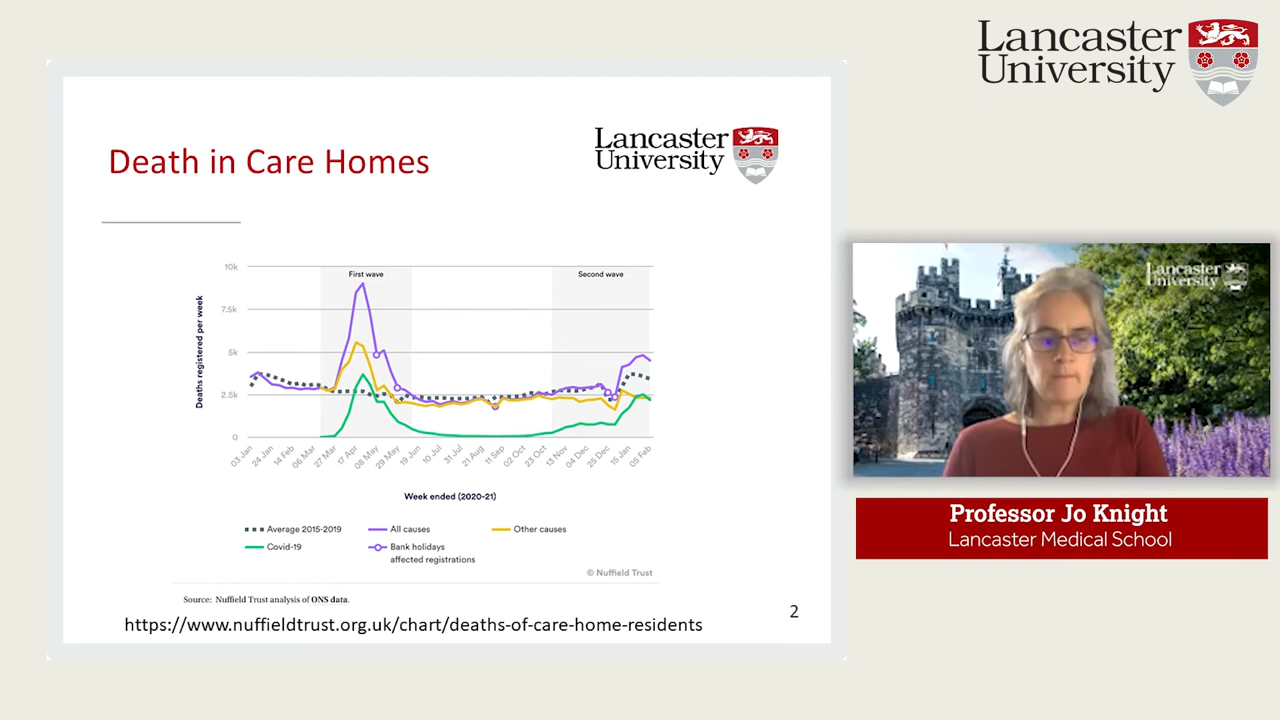 Lancaster
University
Death in Care Homes
Lancaster
University
10k
7.5k
5k
2.5k
0
Deaths registered per week
First wave
Second wave
03 Jan
24 Jan
14 Feb
06 Mar
27 Mar
17 Apr
08 May
29 May
19 Jun
10 Jul
31 Jul
21 Aug
11 Sep
02 Oct
23 Oct
13 Nov
04 Dec
25 Dec
15 Jan
05 Feb
Week ended (2020-21)
Average 2015-2019
All causes
Other causes
Covid-19
Bank holidays
affected registrations
© Nuffield Trust
Source: Nuffield Trust analysis of ONS data.
https://www.nuffieldtrust.org.uk/chart/deaths-of-care-home-residents
2
Lancaster
University
Professor Jo Knight
Lancaster Medical School